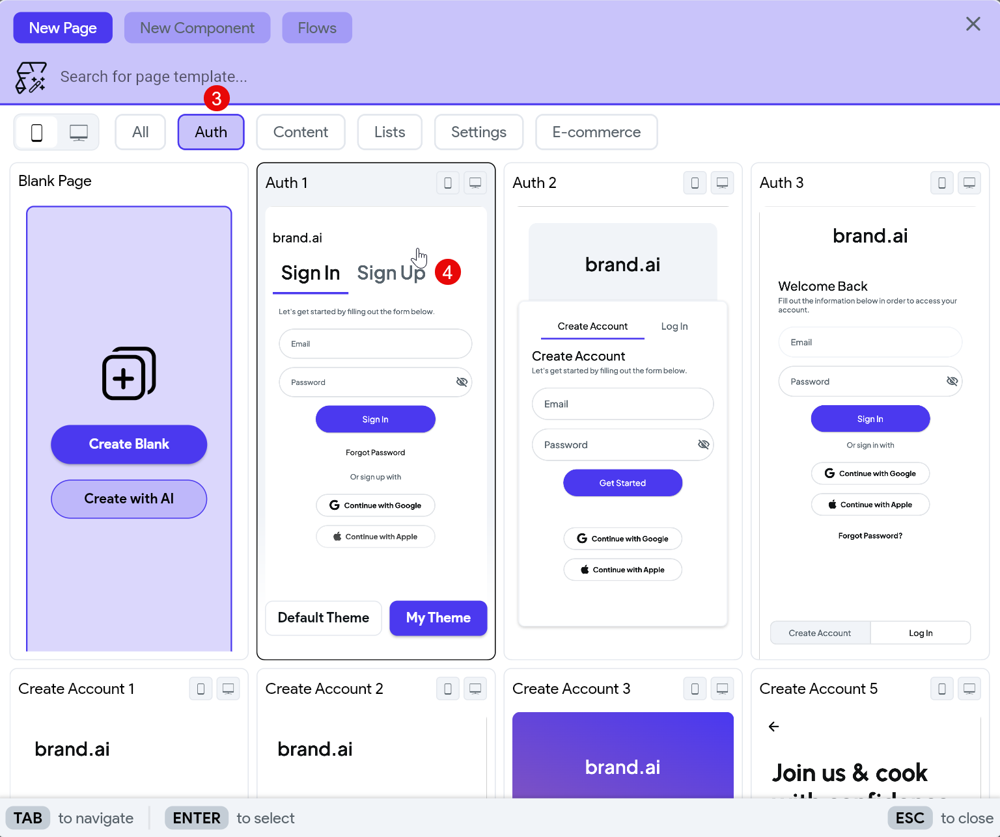 New Page
New Component
Flows
Search for page template...
3
All
Auth
Content
Lists
Settings
E-commerce
Blank Page
Create Blank
Create with AI
Auth 1
brand.ai
Sign In
Sign Up
4
Let's get started by filling out the form below.
Email
Password
Sign In
Forgot Password
Or sign up with
Continue with Google
Continue with Apple
Default Theme
My Theme
Auth 2
brand.ai
Create Account
Log In
Create Account
Let's get started by filling out the form below.
Email
Password
Get Started
Continue with Google
Continue with Apple
Auth 3
brand.ai
Welcome Back
Fill out the information below in order to access your
account.
Email
Password
Sign In
Or sign in with
Continue with Google
Continue with Apple
Forgot Password?
Create Account
Log In
Create Account 1
brand.ai
Create Account 2
brand.ai
Create Account 3
brand.ai
Create Account 5
Join us & cook
with confidence
TAB to navigate
ENTER to select
ESC to close